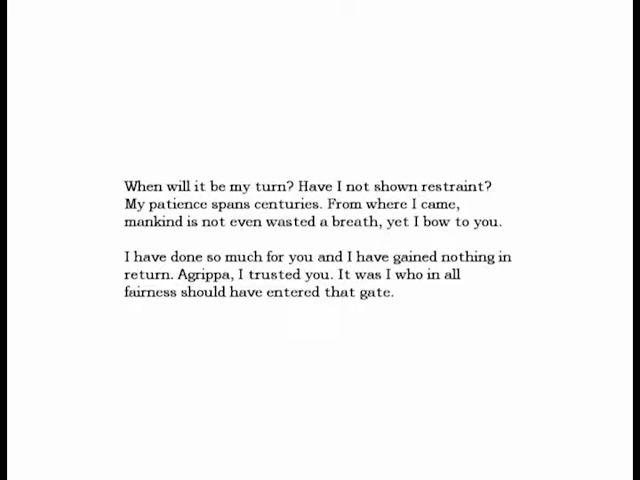 When will it be my turn? Have I not shown restraint?
My patience spans centuries. From where I came,
mankind is not even wasted a breath, yet I bow to you.
I have done so much for you and I have gained nothing in
return. Agrippa, I trusted you. It was I who in all
fairness should have entered that gate.